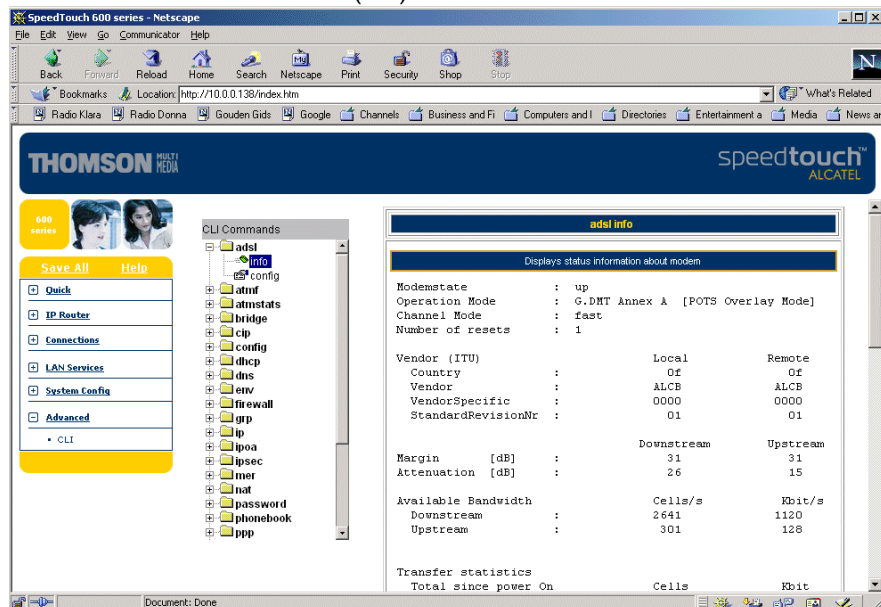 SpeedTouch 600 series - Netscape
File Edit View Go Communicator Help
Back Forward Reload Home Search Netscape Print Security Shop Stop
My
N
Bookmarks Location: http://10.0.0.138/index.htm What's Related
Radio Klara Radio Donna Gouden Gids Google Channels Business and Fi Computers and I Directories Entertainment a Media News ar
THOMSON MULTI MEDIA
speedtouch™
ALCATEL
600
series
Save All Help
Quick
IP Router
Connections
LAN Services
System Config
Advanced
CLI
CLI Commands
adsl
info
config
atmf
atmstats
bridge
cip
config
dhcp
dns
env
firewall
grp
ip
ipoa
ipsec
mer
nat
password
phonebook
ppp
adsl info
Displays status information about modem
Modemstate : up
Operation Mode : G.DMT Annex A [POTS Overlay Mode]
Channel Mode : fast
Number of resets : 1
Vendor (ITU) Local Remote
Country : 0f 0f
Vendor : ALCB ALCB
VendorSpecific : 0000 0000
StandardRevisionNr : 01 01
Downstream Upstream
Margin [dB] : 31 31
Attenuation [dB] : 26 15
Available Bandwidth Cells/s Kbit/s
Downstream : 2641 1120
Upstream : 301 128
Transfer statistics
Total since power On Cells Kbit
Document: Done